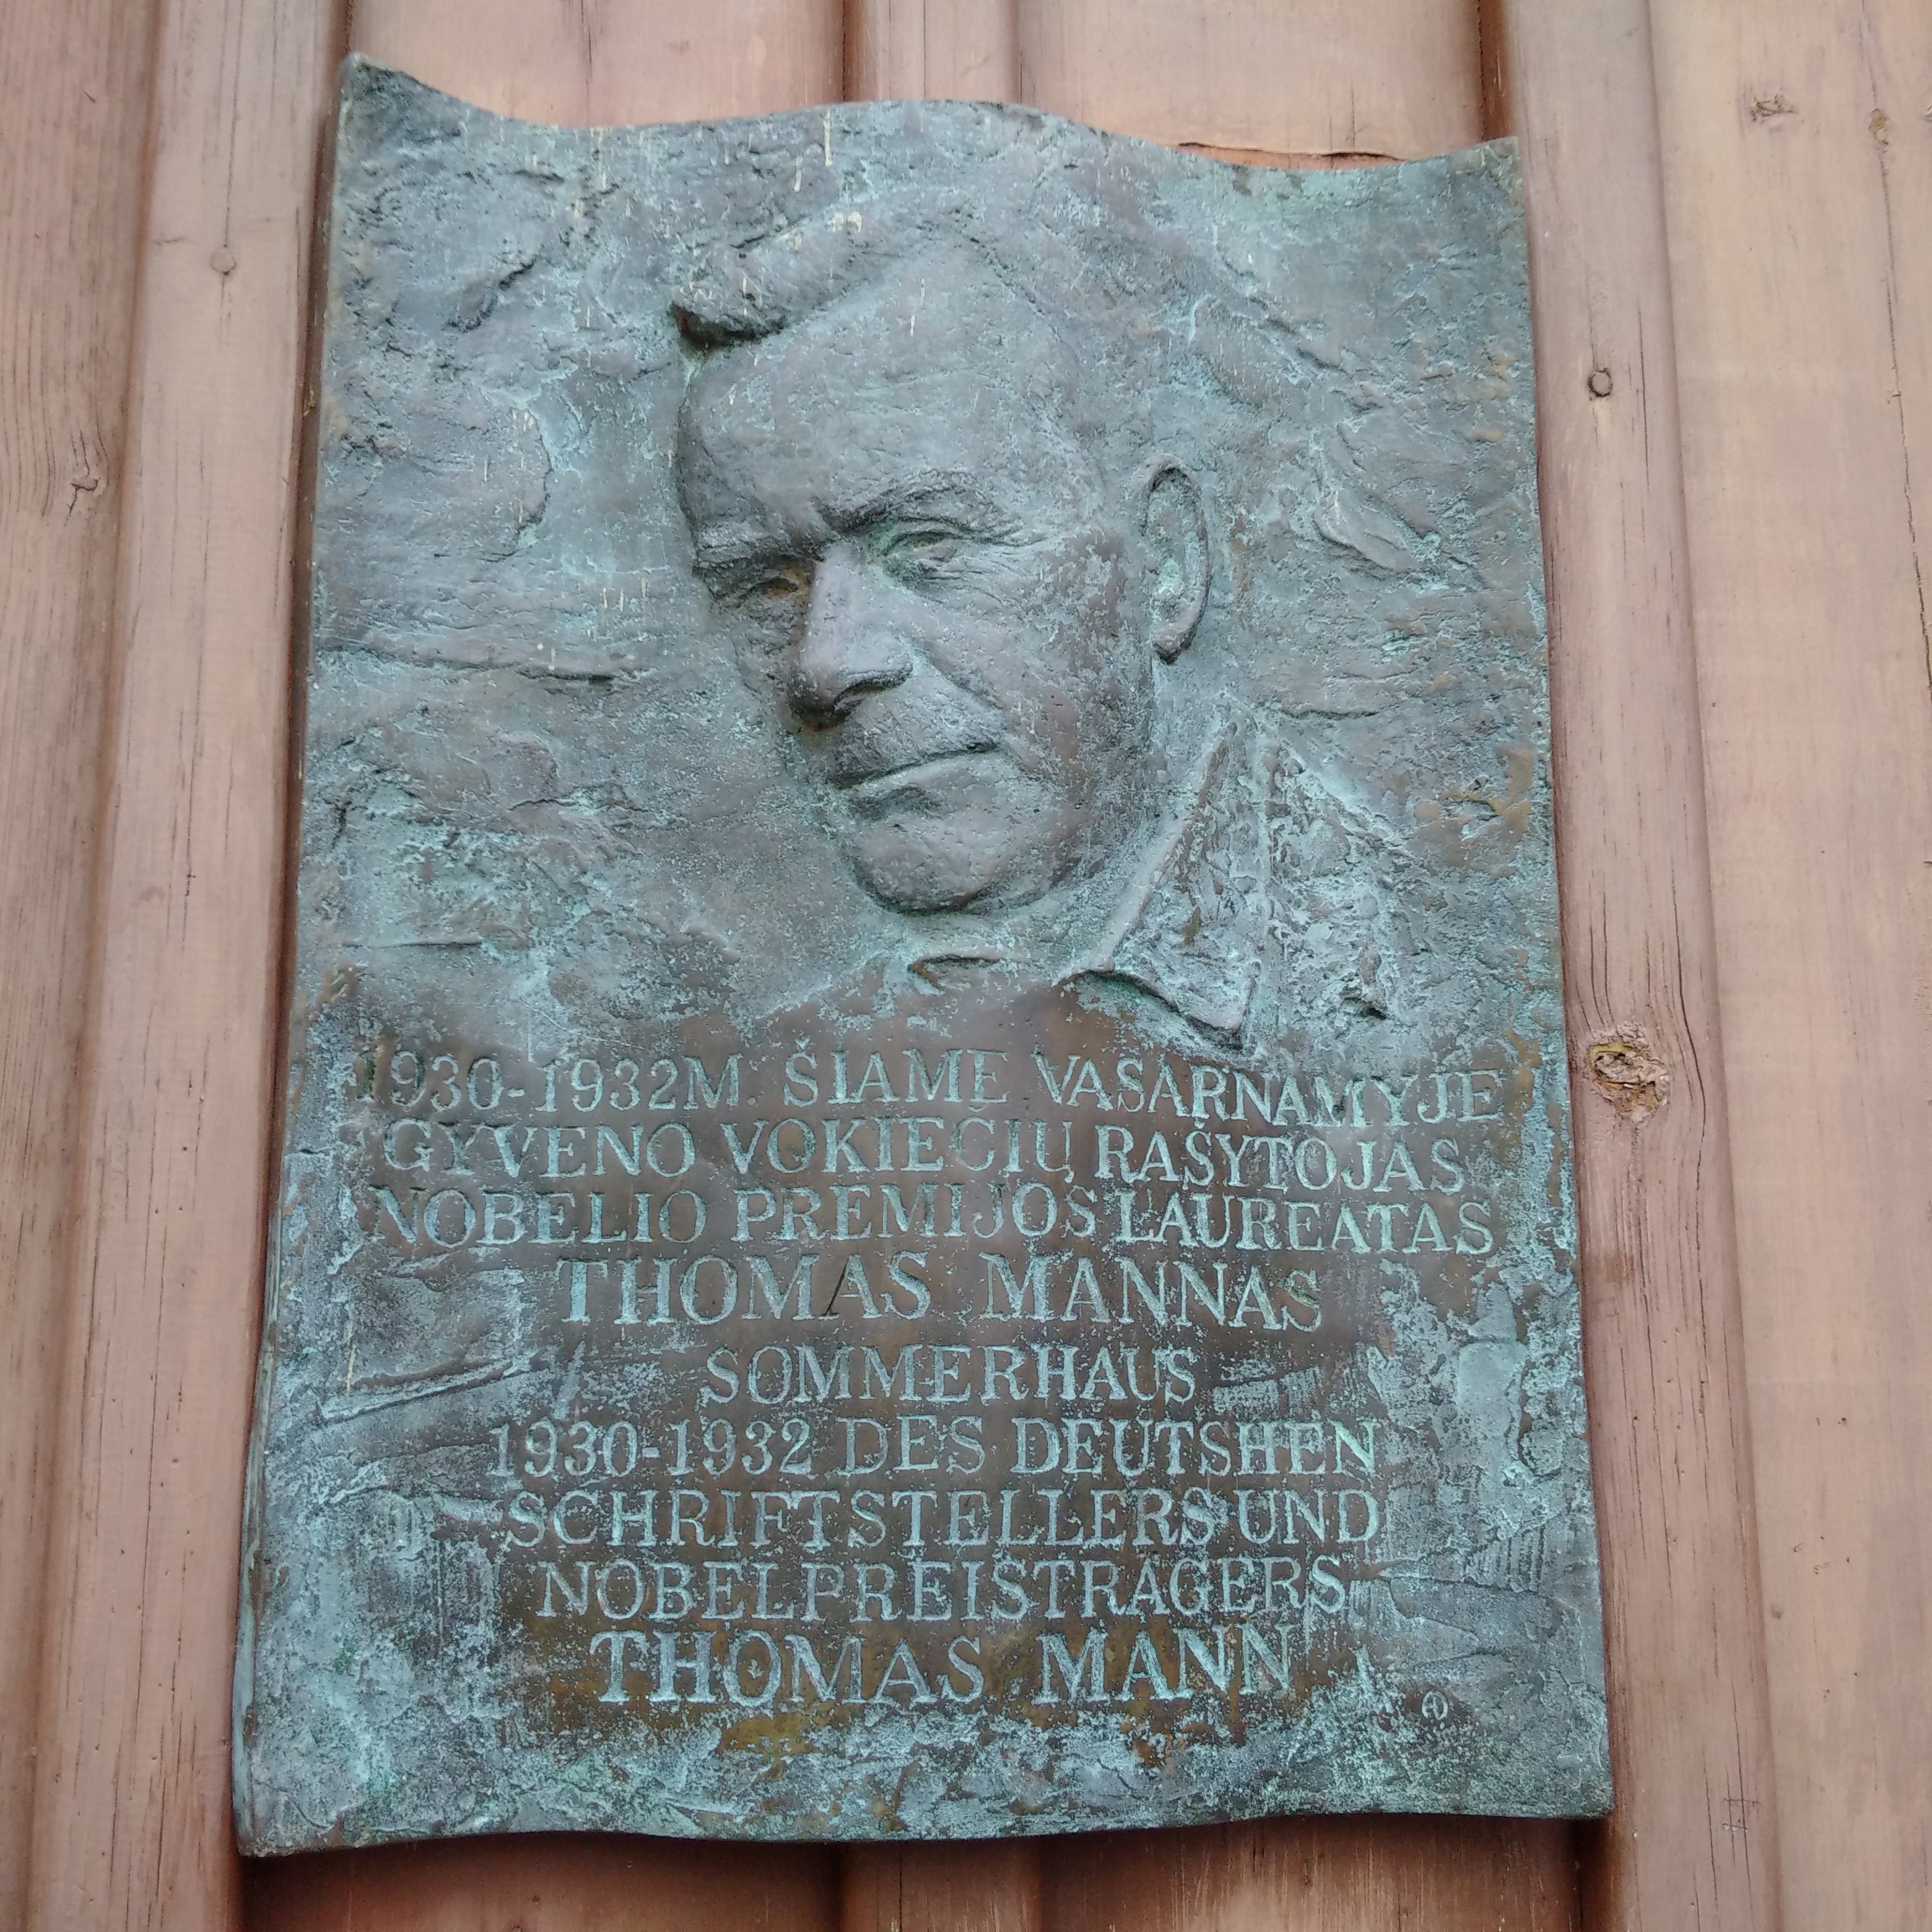 1930-1932M. ŠIAME VASARNAMYJE
GYVENO VOKIEČIŲ RAŠYTOJAS
NOBELIO PREMIJOS LAUREATAS
THOMAS MANNAS
SOMMERHAUS
1930-1932 DES DEUTSHEN
SCHRIFTSTELLERS UND
NOBELPREISTRÄGERS
THOMAS MANN